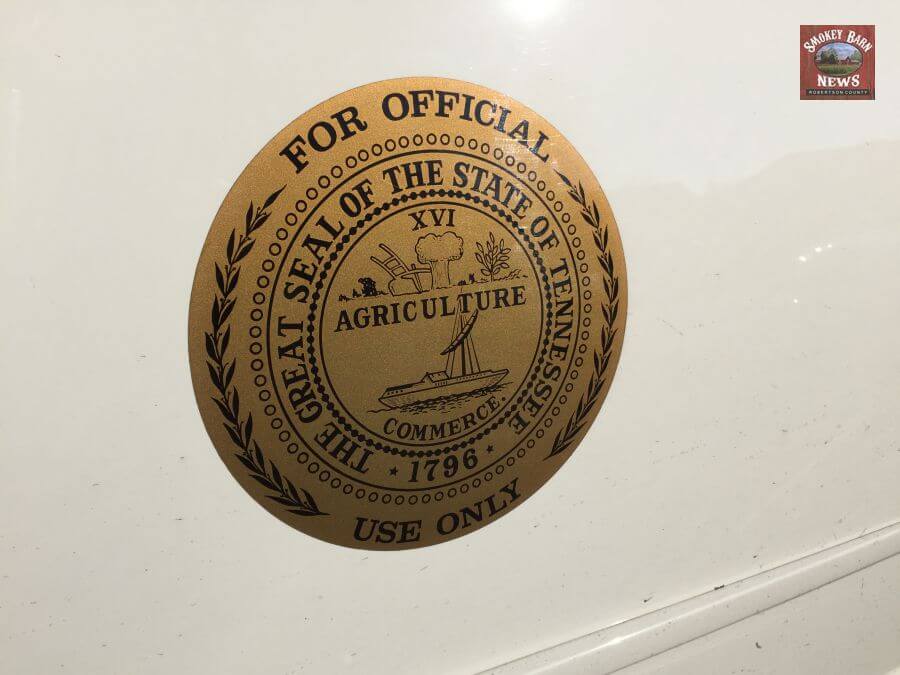 SMOKEY BARN
NEWS
ROBERTSON COUNTY
FOR OFFICIAL
THE GREAT SEAL OF THE STATE OF TENNESSEE
XVI
AGRICULTURE
COMMERCE.
1796
USE ONLY